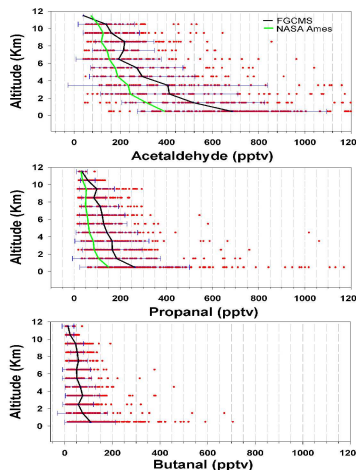 12
10
8
6
4
2
0
Altitude (Km)
FGCMS
NASA Ames
0 200 400 600 800 1000 120
Acetaldehyde (pptv)
12
10
8
6
4
2
0
Altitude (Km)
0 200 400 600 800 1000 120
Propanal (pptv)
12
10
8
6
4
2
0
Altitude (Km)
0 200 400 600 800 1000 120
Butanal (pptv)